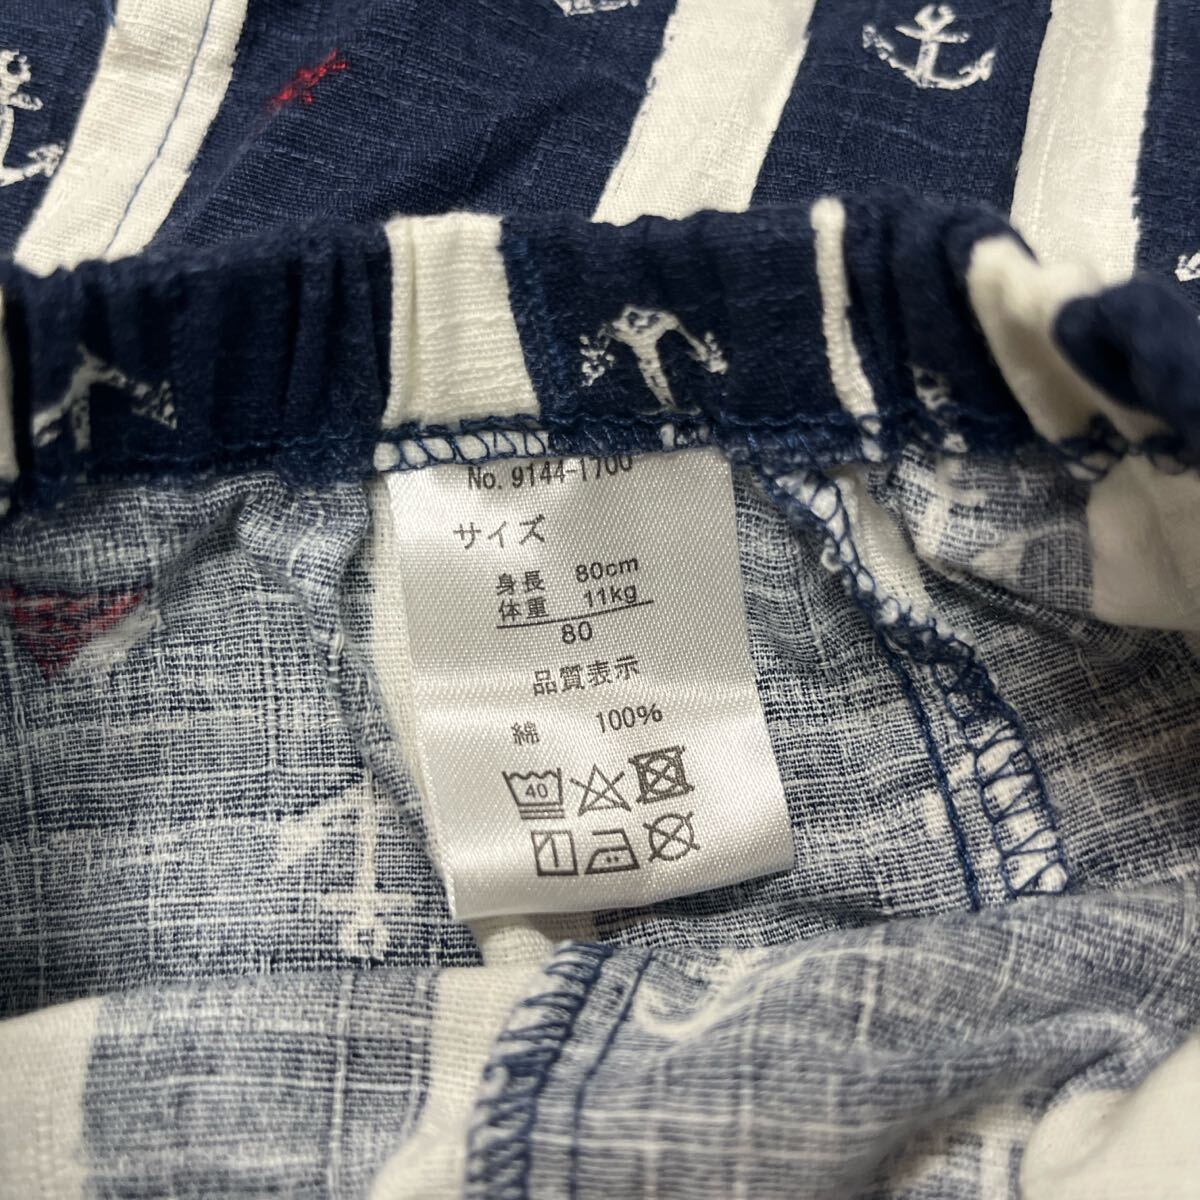 No. 9144-1700
サイズ
身長 80cm
体重 11kg
80
品質表示
綿 100%
40